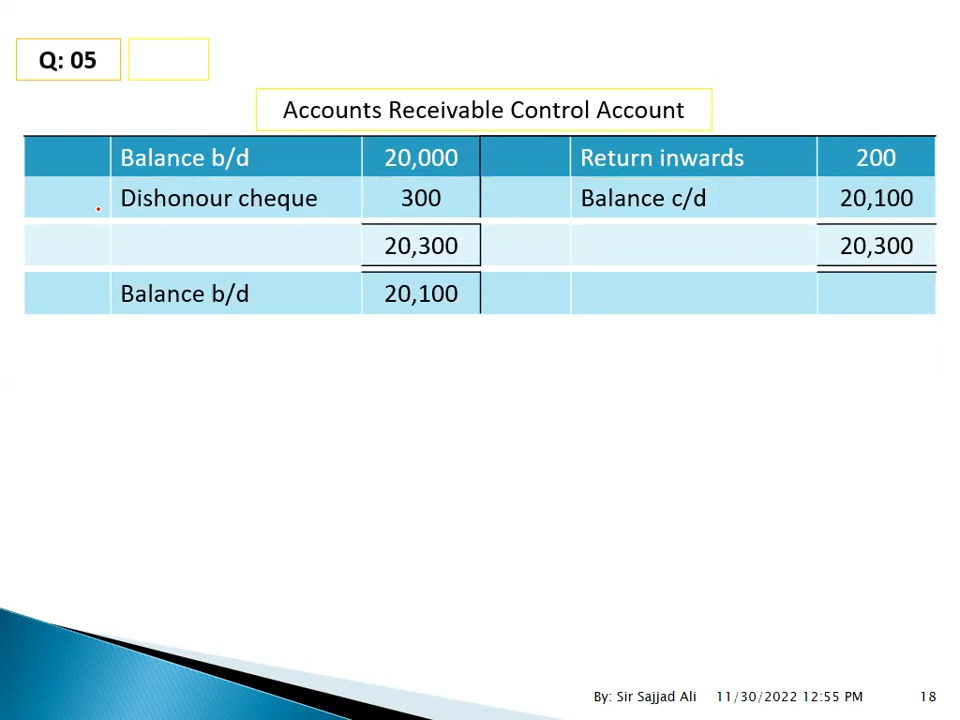 Q: 05
Accounts Receivable Control Account
Balance b/d 20,000 Return inwards 200
Dishonour cheque 300 Balance c/d 20,100
20,300 20,300
Balance b/d 20,100
By: Sir Sajjad Ali 11/30/2022 12:55 PM 18